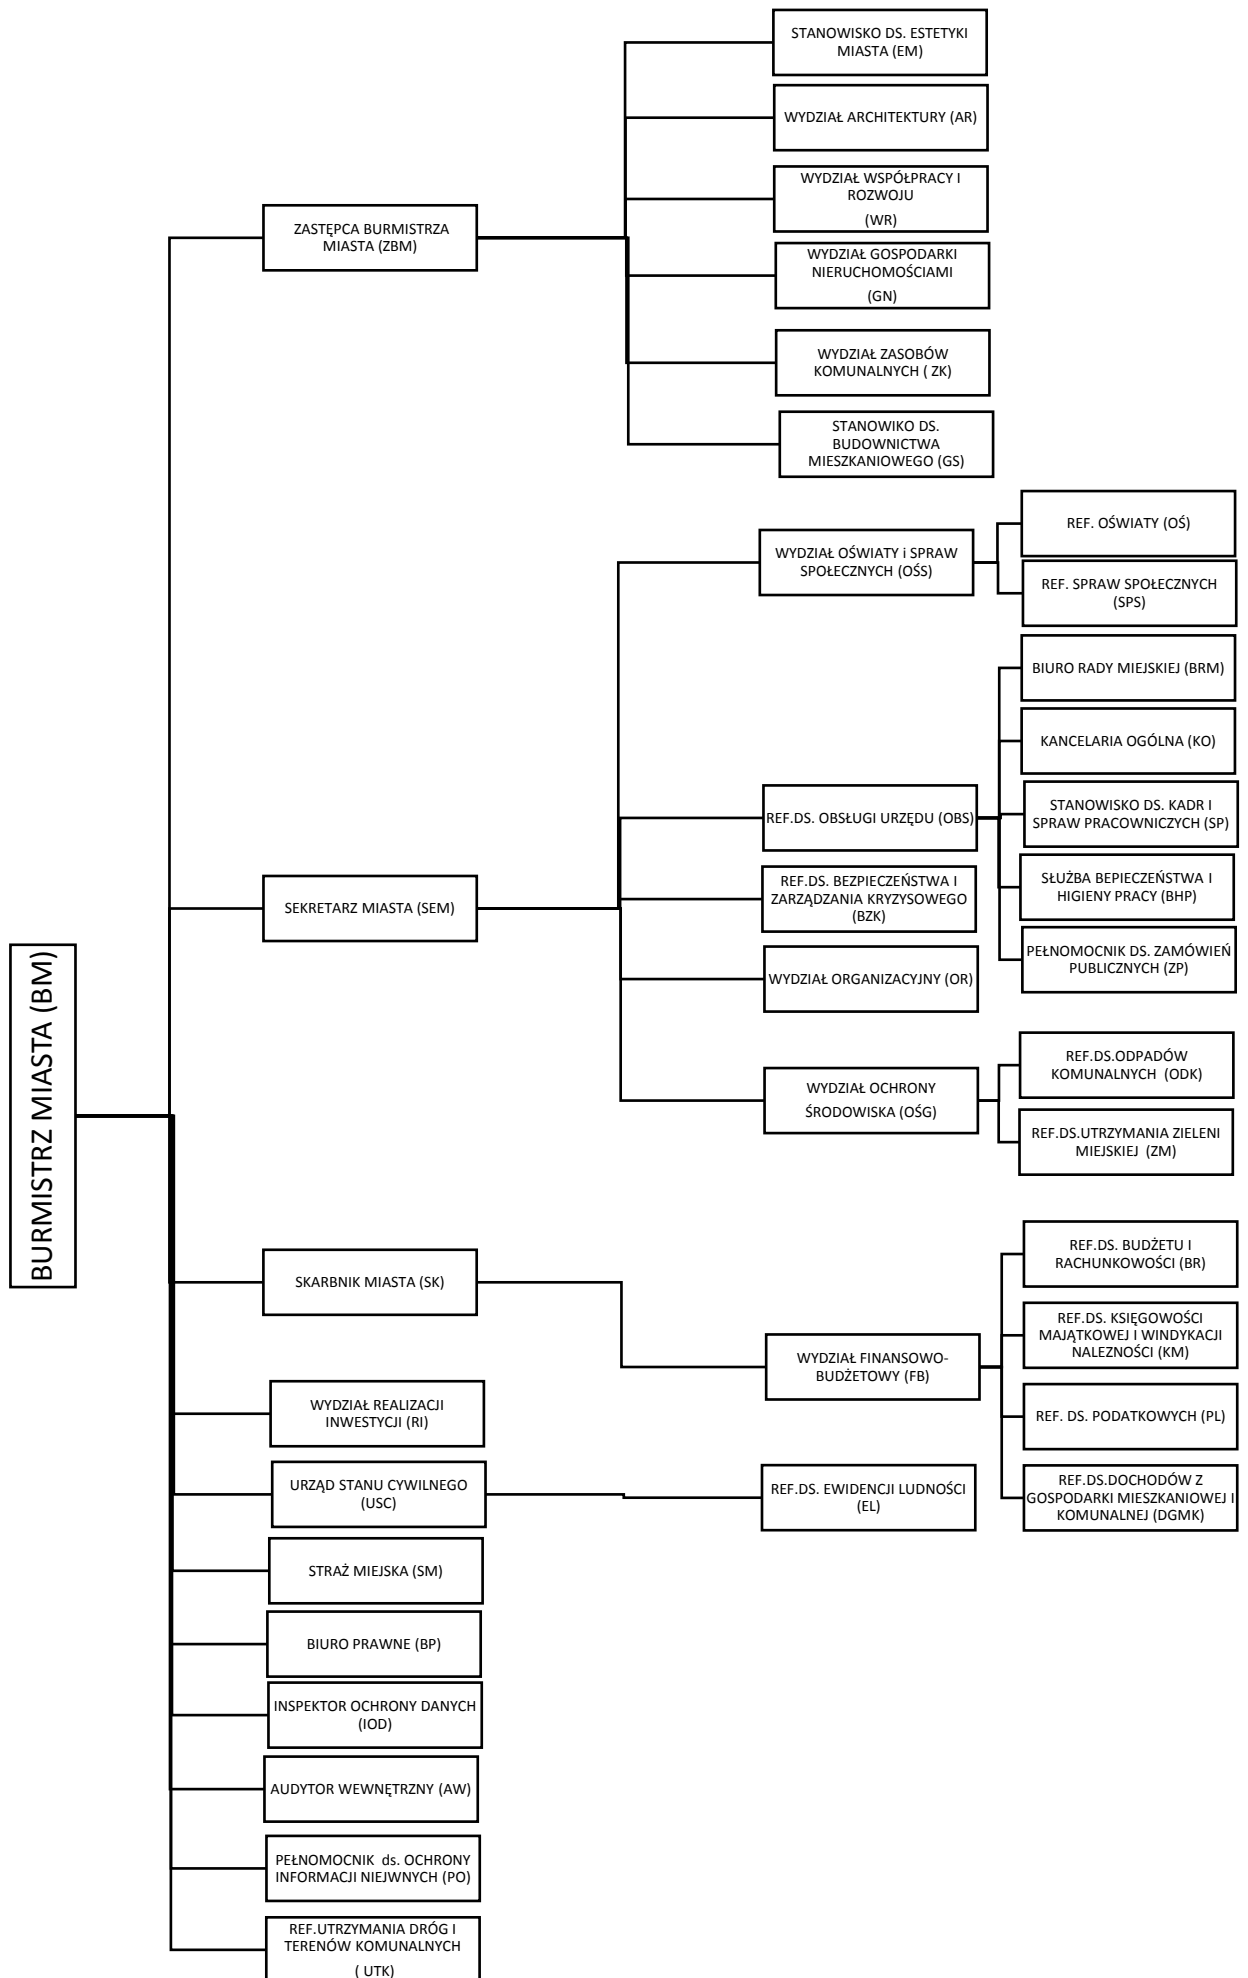 BURMISTRZ MIASTA (BM)
ZASTĘPCA BURMISTRZA
MIASTA (ZBM)
STANOWISKO DS. ESTETYKI
MIASTA (EM)
WYDZIAŁ ARCHITEKTURY (AR)
WYDZIAŁ WSPÓŁPRACY I
ROZWOJU
(WR)
WYDZIAŁ GOSPODARKI
NIERUCHOMOŚCIAMI
(GN)
WYDZIAŁ ZASOBÓW
KOMUNALNYCH ( ZK)
STANOWIKO DS.
BUDOWNICTWA
MIESZKANIOWEGO (GS)
SEKRETARZ MIASTA (SEM)
WYDZIAŁ OŚWIATY i SPRAW
SPOŁECZNYCH (OŚS)
REF. OŚWIATY (OŚ)
REF. SPRAW SPOŁECZNYCH
(SPS)
REF.DS. OBSŁUGI URZĘDU (OBS)
BIURO RADY MIEJSKIEJ (BRM)
KANCELARIA OGÓLNA (KO)
STANOWISKO DS. KADR I
SPRAW PRACOWNICZYCH (SP)
SŁUŻBA BEPIECZEŃSTWA I
HIGIENY PRACY (BHP)
PEŁNOMOCNIK DS. ZAMÓWIEŃ
PUBLICZNYCH (ZP)
REF.DS. BEZPIECZEŃSTWA I
ZARZĄDZANIA KRYZYSOWEGO
(BZK)
WYDZIAŁ ORGANIZACYJNY (OR)
WYDZIAŁ OCHRONY
ŚRODOWISKA (OŚG)
REF.DS.ODPADÓW
KOMUNALNYCH (ODK)
REF.DS.UTRZYMANIA ZIELENI
MIEJSKIEJ (ZM)
SKARBNIK MIASTA (SK)
WYDZIAŁ FINANSOWO-
BUDŻETOWY (FB)
REF.DS. BUDŻETU I
RACHUNKOWOŚCI (BR)
REF.DS. KSIĘGOWOŚCI
MAJĄTKOWEJ I WINDYKACJI
NALEZNOŚCI (KM)
REF. DS. PODATKOWYCH (PL)
REF.DS.DOCHODÓW Z
GOSPODARKI MIESZKANIOWEJ I
KOMUNALNEJ (DGMK)
WYDZIAŁ REALIZACJI
INWESTYCJI (RI)
URZĄD STANU CYWILNEGO
(USC)
REF.DS. EWIDENCJI LUDNOŚCI
(EL)
STRAŻ MIEJSKA (SM)
BIURO PRAWNE (BP)
INSPEKTOR OCHRONY DANYCH
(IOD)
AUDYTOR WEWNĘTRZNY (AW)
PEŁNOMOCNIK ds. OCHRONY
INFORMACJI NIEJWNYCH (PO)
REF.UTRZYMANIA DRÓG I
TERENÓW KOMUNALNYCH
( UTK)